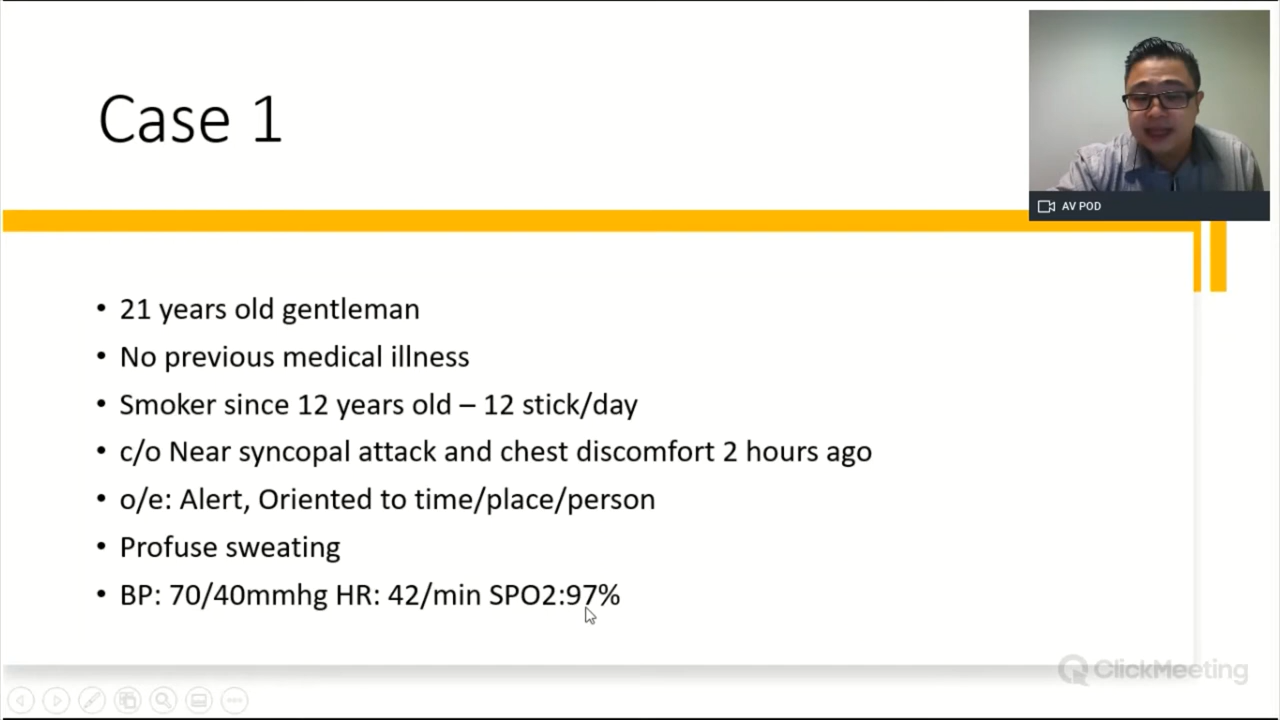 Case 1
AV POD
• 21 years old gentleman
• No previous medical illness
• Smoker since 12 years old – 12 stick/day
• c/o Near syncopal attack and chest discomfort 2 hours ago
• o/e: Alert, Oriented to time/place/person
• Profuse sweating
• BP: 70/40mmhg HR: 42/min SPO2:97%
ClickMeeting